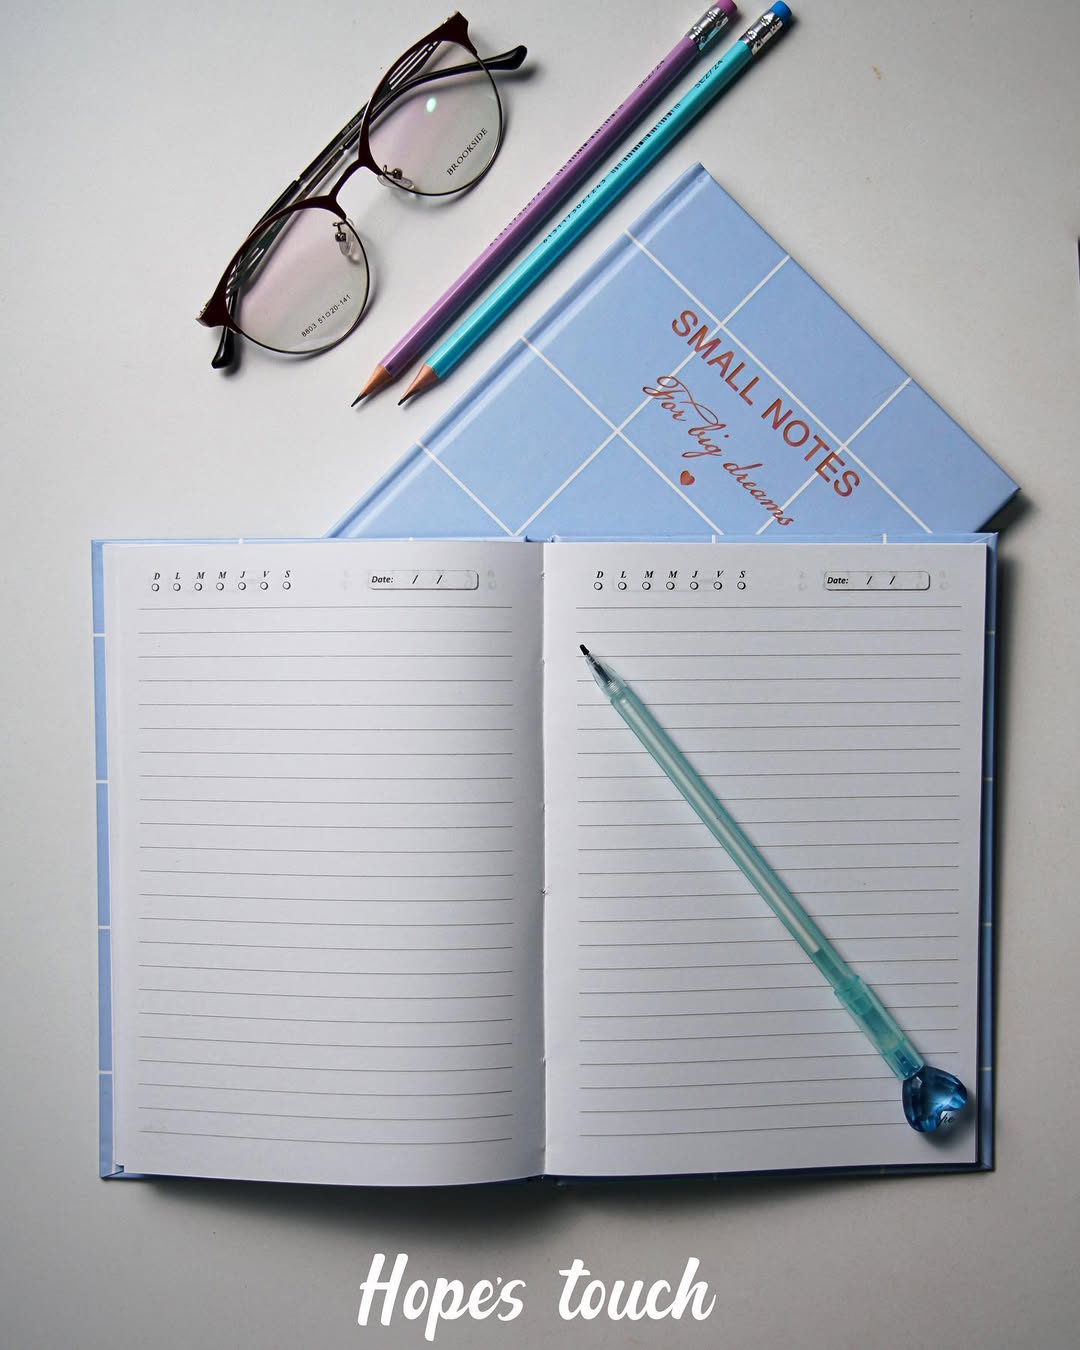 BROOKSIDE
8803 51□20-141
SMALL NOTES
For big dreams
D L M M J V S
Date: / /
D L M M J V S
Date: / /
Hope's touch